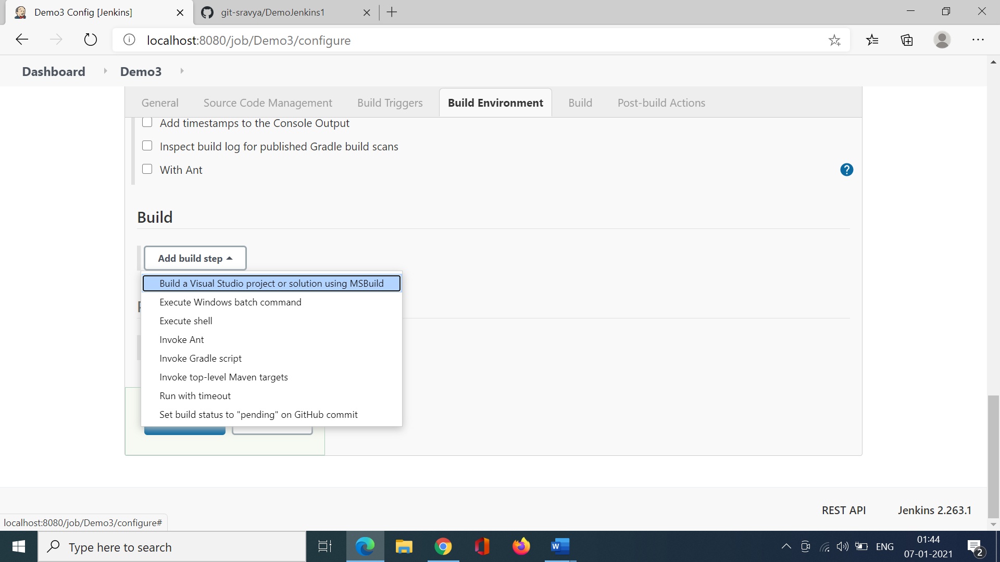 Demo3 Config [Jenkins]
git-sravya/DemoJenkins1
localhost:8080/job/Demo3/configure
Dashboard
Demo3
General
Source Code Management
Build Triggers
Build Environment
Build
Post-build Actions
Add timestamps to the Console Output
Inspect build log for published Gradle build scans
With Ant
?
Build
Add build step
Build a Visual Studio project or solution using MSBuild
Execute Windows batch command
Execute shell
Invoke Ant
Invoke Gradle script
Invoke top-level Maven targets
Run with timeout
Set build status to "pending" on GitHub commit
REST API
Jenkins 2.263.1
localhost:8080/job/Demo3/configure#
Type here to search
W
ENG
01:44
07-01-2021
2